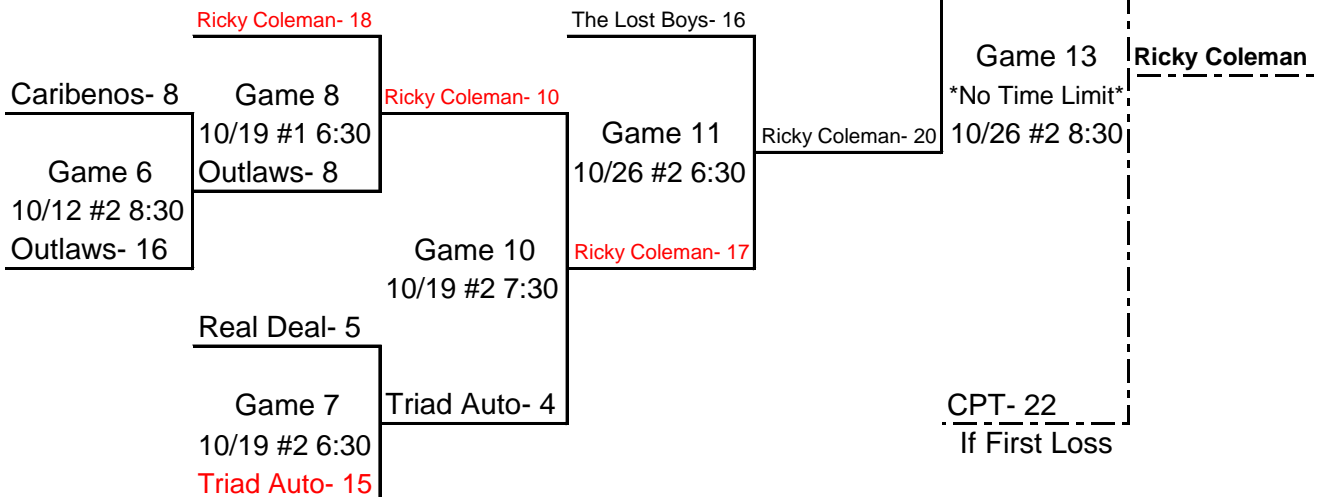 Ricky Coleman- 18
The Lost Boys- 16
Game 13
Ricky Coleman
Caribenos- 8
Game 8
Ricky Coleman- 10
*No Time Limit*
10/19 #1 6:30
Game 11
Ricky Coleman- 20
10/26 #2 8:30
Game 6
Outlaws- 8
10/26 #2 6:30
10/12 #2 8:30
Outlaws- 16
Game 10
Ricky Coleman- 17
10/19 #2 7:30
Real Deal- 5
Game 7
Triad Auto- 4
CPT- 22
10/19 #2 6:30
If First Loss
Triad Auto- 15